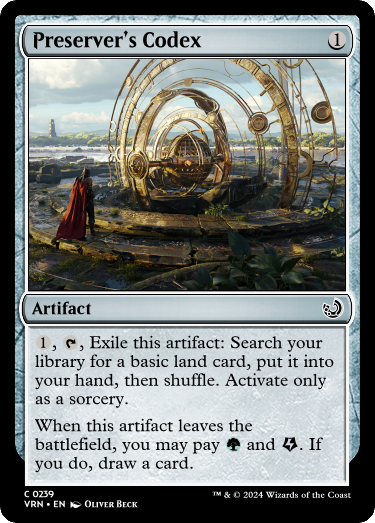 Preserver's Codex 1
Artifact
1, , Exile this artifact: Search your
library for a basic land card, put it into
your hand, then shuffle. Activate only
as a sorcery.
When this artifact leaves the
battlefield, you may pay and . If
you do, draw a card.
C 0239
VRN • EN Oliver Beck
™ & © 2024 Wizards of the Coast